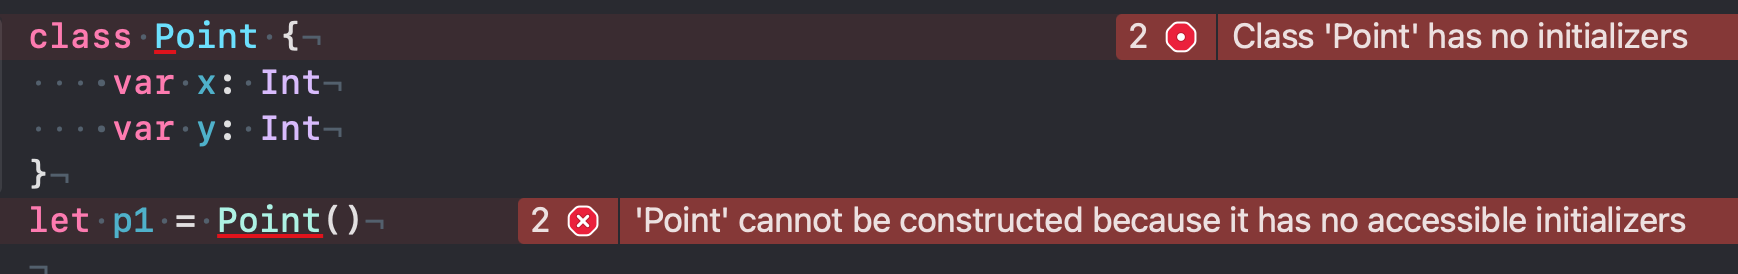 class Point {
2 Class 'Point' has no initializers
var x: Int
var y: Int
}
let p1 = Point()
2 'Point' cannot be constructed because it has no accessible initializers